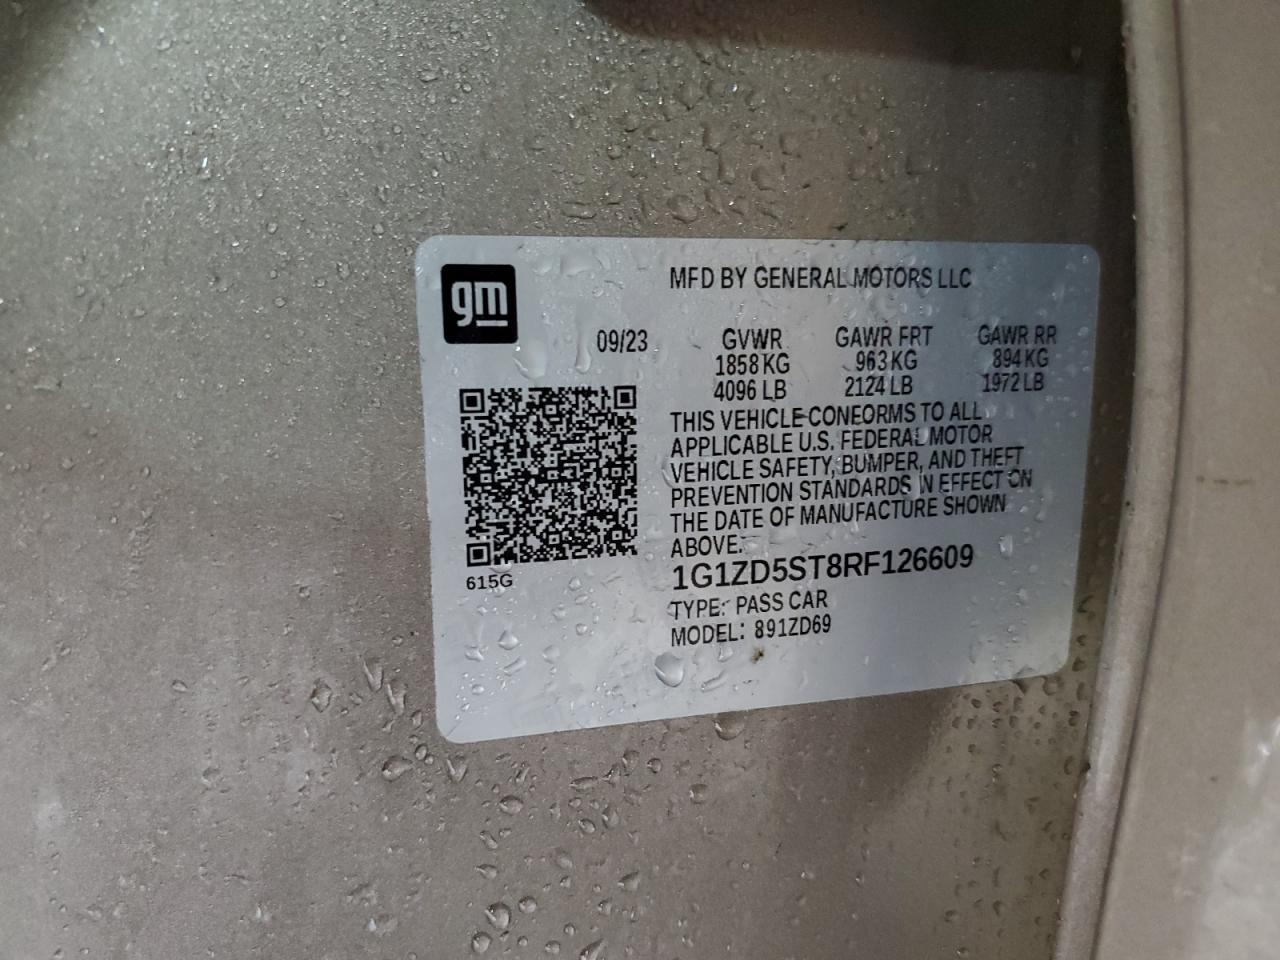 gm
MFD BY GENERAL MOTORS LLC
09/23
GVWR GAWR FRT GAWR RR
1858 KG 963 KG 894 KG
4096 LB 2124 LB 1972 LB
THIS VEHICLE CONFORMS TO ALL
APPLICABLE U.S. FEDERAL MOTOR
VEHICLE SAFETY, BUMPER, AND THEFT
PREVENTION STANDARDS IN EFFECT ON
THE DATE OF MANUFACTURE SHOWN
ABOVE.
1G1ZD5ST8RF126609
615G
TYPE: PASS CAR
MODEL: 891ZD69